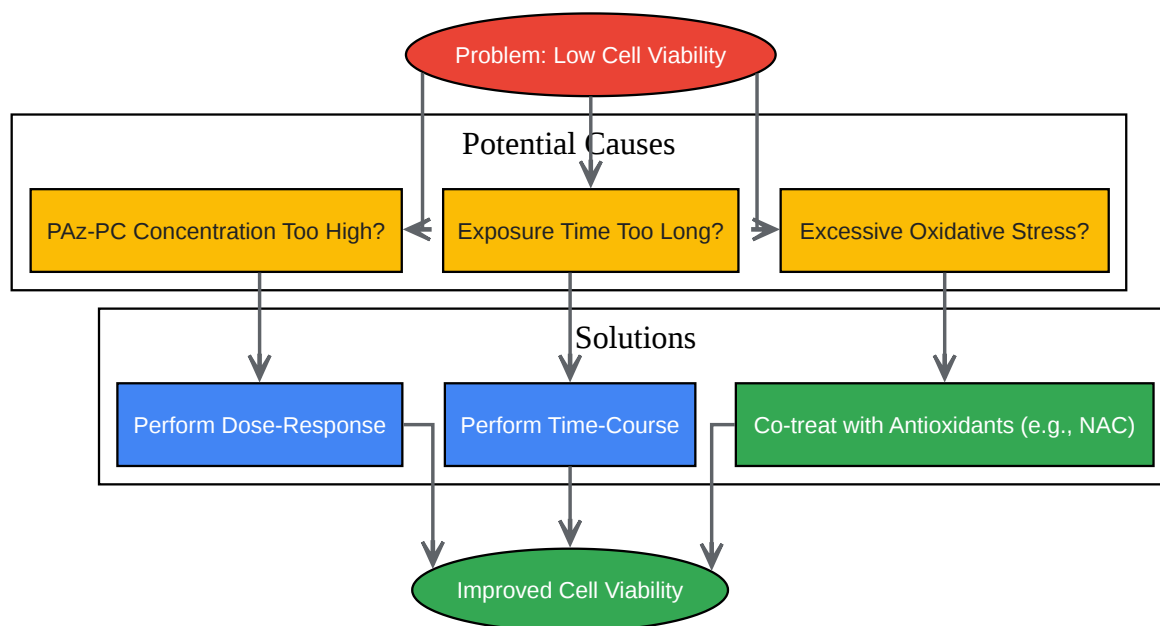 Problem: Low Cell Viability
Potential Causes
PAz-PC Concentration Too High?
Exposure Time Too Long?
Excessive Oxidative Stress?
Solutions
Perform Dose-Response
Perform Time-Course
Co-treat with Antioxidants (e.g., NAC)
Improved Cell Viability